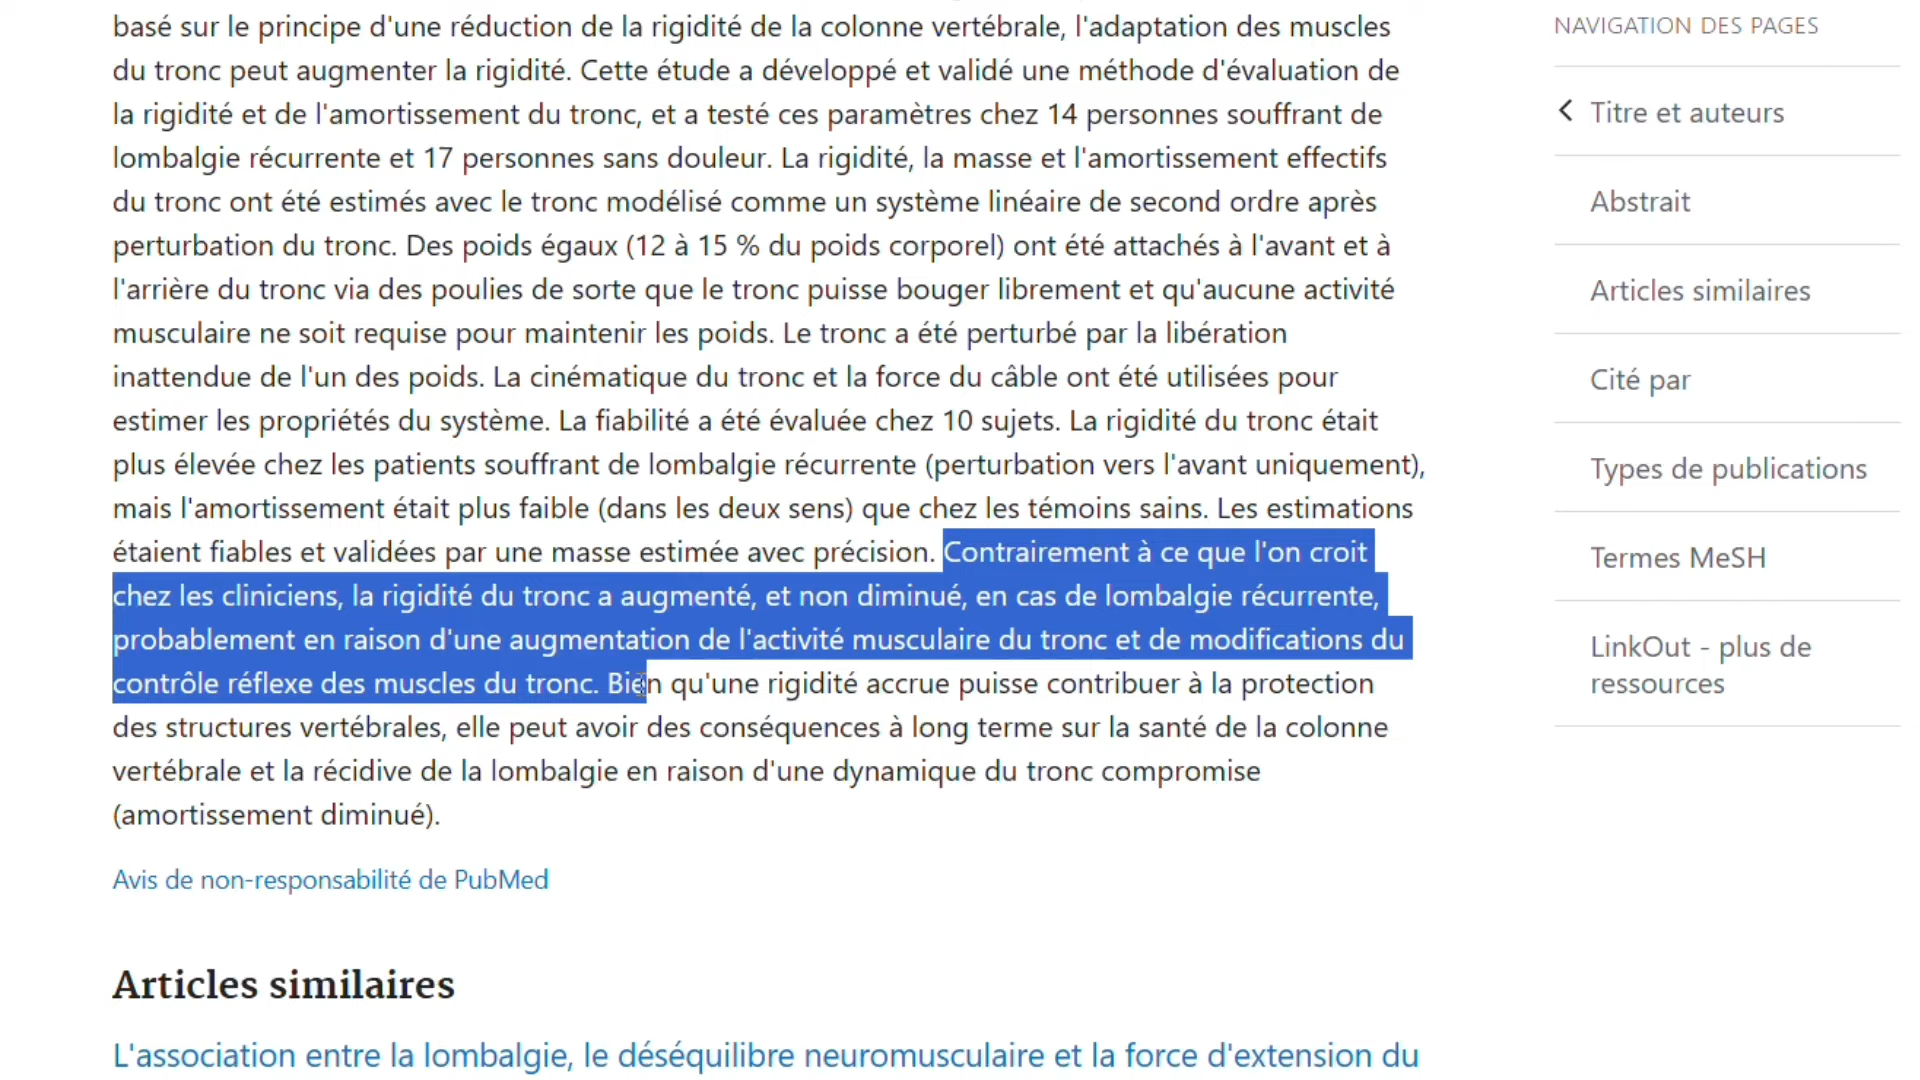 basé sur le principe d'une réduction de la rigidité de la colonne vertébrale, l'adaptation des muscles
du tronc peut augmenter la rigidité. Cette étude a développé et validé une méthode d'évaluation de
la rigidité et de l'amortissement du tronc, et a testé ces paramètres chez 14 personnes souffrant de
lombalgie récurrente et 17 personnes sans douleur. La rigidité, la masse et l'amortissement effectifs
du tronc ont été estimés avec le tronc modélisé comme un système linéaire de second ordre après
perturbation du tronc. Des poids égaux (12 à 15 % du poids corporel) ont été attachés à l'avant et à
l'arrière du tronc via des poulies de sorte que le tronc puisse bouger librement et qu'aucune activité
musculaire ne soit requise pour maintenir les poids. Le tronc a été perturbé par la libération
inattendue de l'un des poids. La cinématique du tronc et la force du câble ont été utilisées pour
estimer les propriétés du système. La fiabilité a été évaluée chez 10 sujets. La rigidité du tronc était
plus élevée chez les patients souffrant de lombalgie récurrente (perturbation vers l'avant uniquement),
mais l'amortissement était plus faible (dans les deux sens) que chez les témoins sains. Les estimations
étaient fiables et validées par une masse estimée avec précision. Contrairement à ce que l'on croit
chez les cliniciens, la rigidité du tronc a augmenté, et non diminué, en cas de lombalgie récurrente,
probablement en raison d'une augmentation de l'activité musculaire du tronc et de modifications du
contrôle réflexe des muscles du tronc. Bien qu'une rigidité accrue puisse contribuer à la protection
des structures vertébrales, elle peut avoir des conséquences à long terme sur la santé de la colonne
vertébrale et la récidive de la lombalgie en raison d'une dynamique du tronc compromise
(amortissement diminué).
Avis de non-responsabilité de PubMed
Articles similaires
L'association entre la lombalgie, le déséquilibre neuromusculaire et la force d'extension du
NAVIGATION DES PAGES
Titre et auteurs
Abstrait
Articles similaires
Cité par
Types de publications
Termes MeSH
LinkOut - plus de
ressources